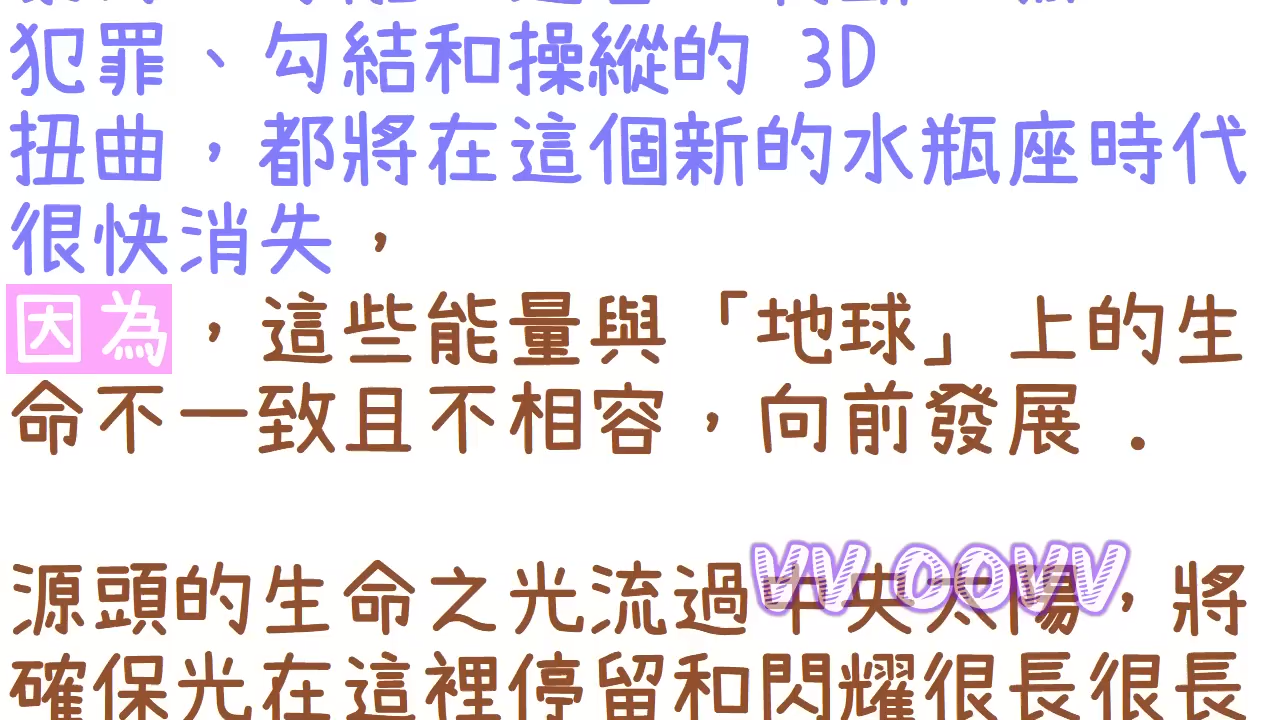 犯罪、勾結和操縱的 3D
扭曲，都將在這個新的水瓶座時代
很快消失，
因為，這些能量與「地球」上的生
命不一致且不相容，向前發展．
VV OOVV
源頭的生命之光流過中央太陽，將
確保光在這裡停留和閃耀很長很長